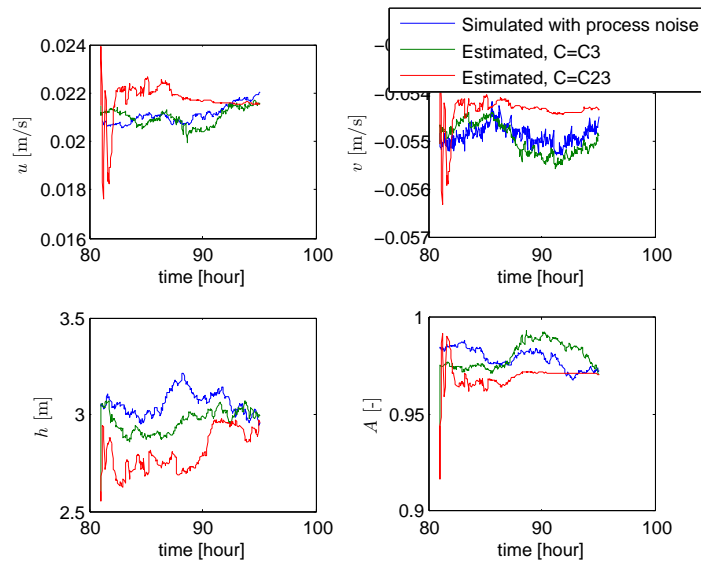 Simulated with process noise
Estimated, C=C3
Estimated, C=C23
0.024
0.022
0.02
0.018
0.016
u [m/s]
80
90
100
time [hour]
−0.054
−0.055
−0.056
−0.057
v [m/s]
80
90
100
time [hour]
3.5
3
2.5
h [m]
80
90
100
time [hour]
1
0.95
0.9
A [-]
80
90
100
time [hour]